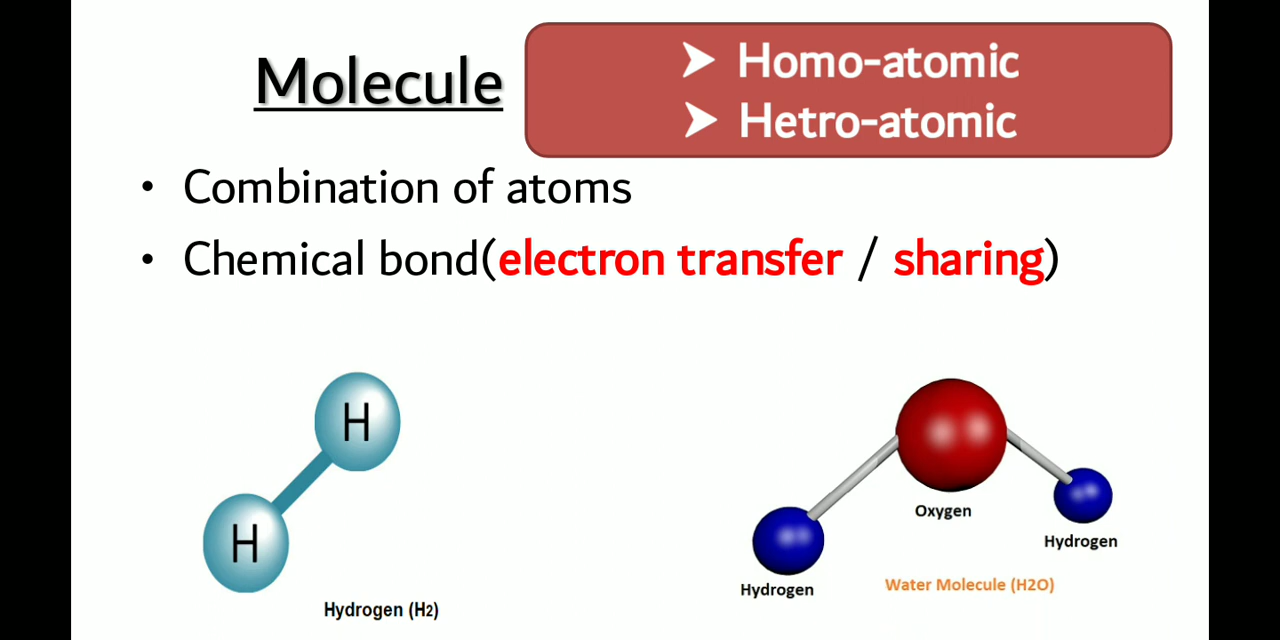 Molecule
➤ Homo-atomic
➤ Hetro-atomic
• Combination of atoms
• Chemical bond(electron transfer / sharing)
H
H
Hydrogen (H2)
Oxygen
Hydrogen
Hydrogen
Water Molecule (H2O)